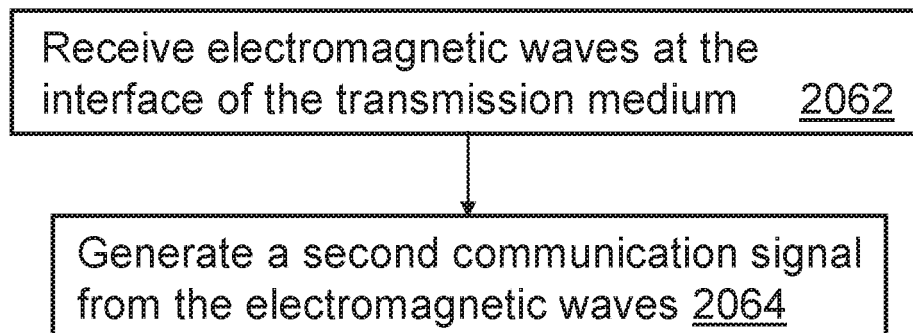 Receive electromagnetic waves at the
interface of the transmission medium 2062
Generate a second communication signal
from the electromagnetic waves 2064